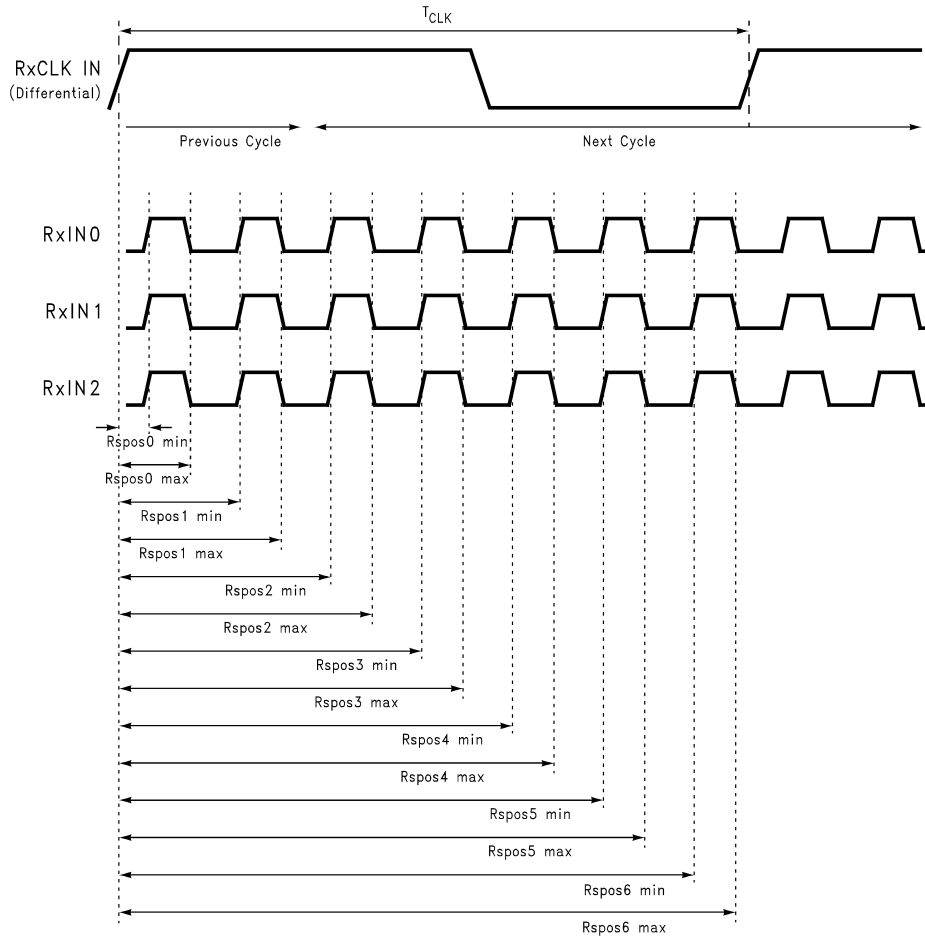 T_CLK
RxCLK IN
(Differential)
Previous Cycle
Next Cycle
RxIN0
RxIN1
RxIN2
Rspos0 min
Rspos0 max
Rspos1 min
Rspos1 max
Rspos2 min
Rspos2 max
Rspos3 min
Rspos3 max
Rspos4 min
Rspos4 max
Rspos5 min
Rspos5 max
Rspos6 min
Rspos6 max